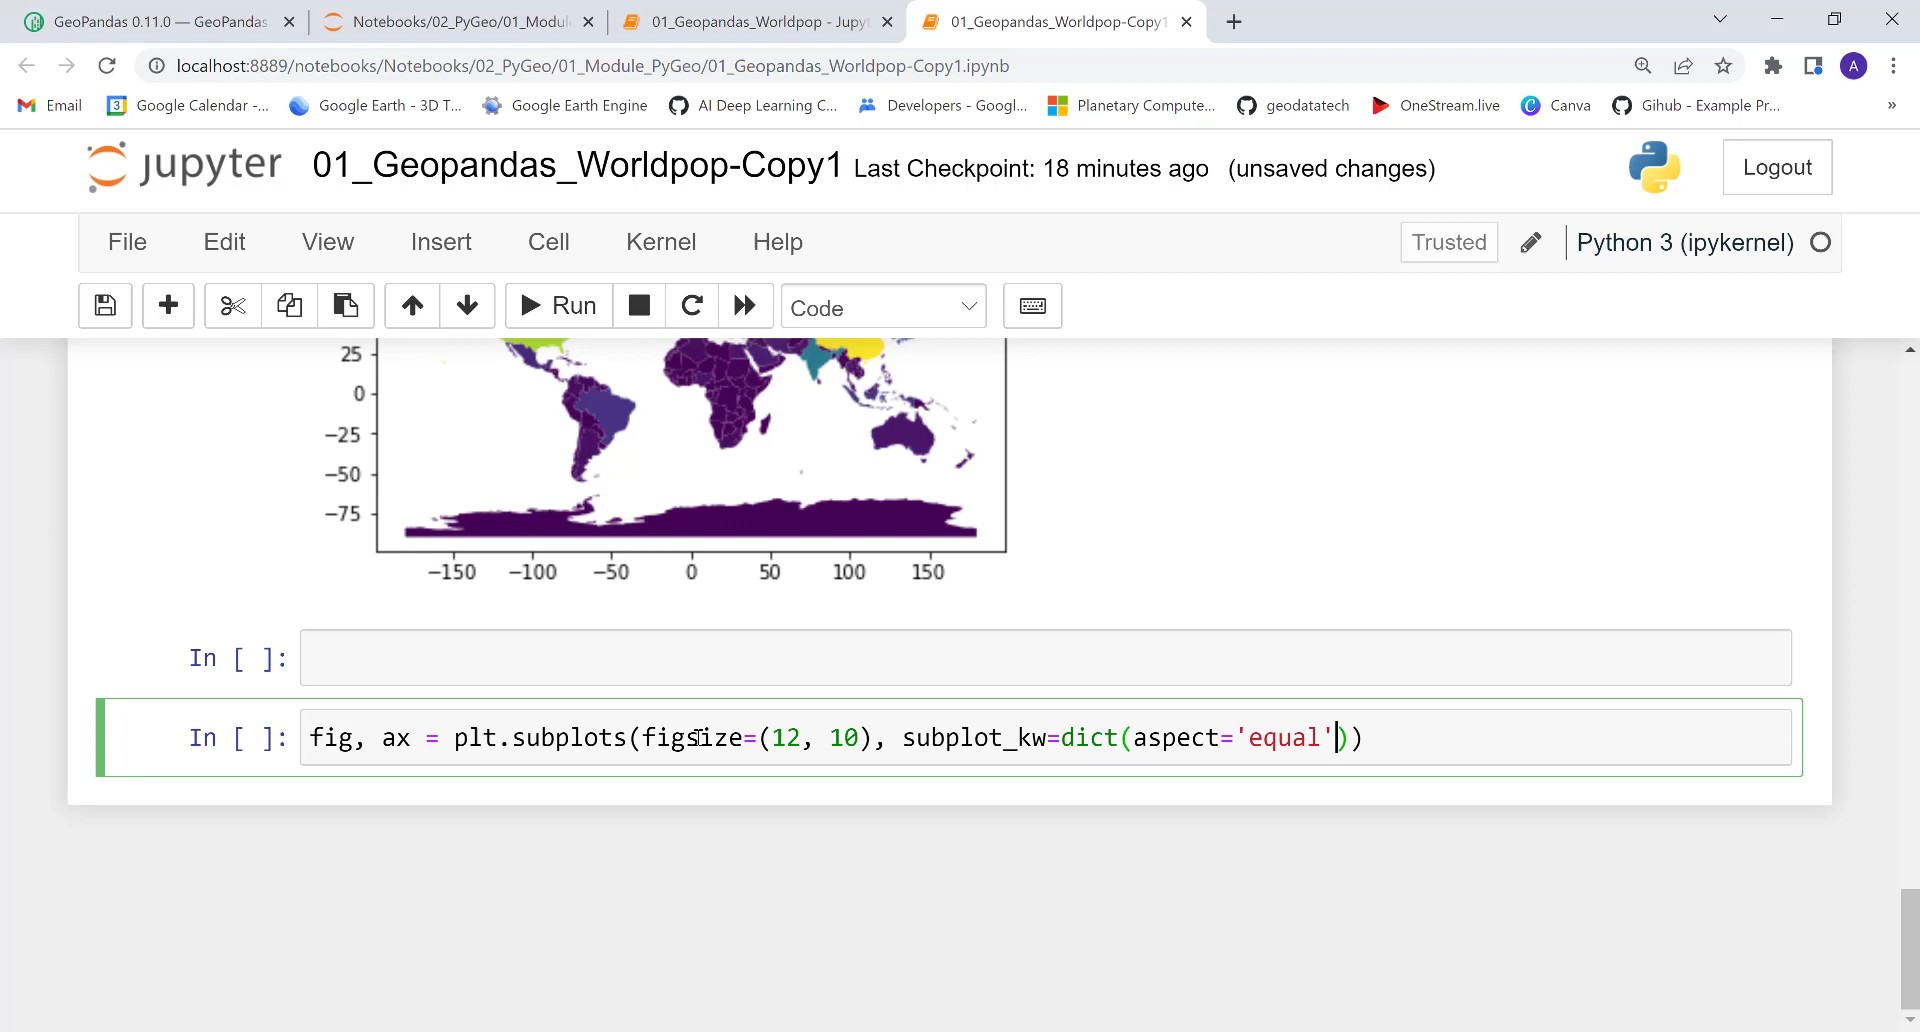 GeoPandas 0.11.0 — GeoPandas
Notebooks/02_PyGeo/01_Modul
01_Geopandas_Worldpop - Jupyt
01_Geopandas_Worldpop-Copy1
localhost:8889/notebooks/Notebooks/02_PyGeo/01_Module_PyGeo/01_Geopandas_Worldpop-Copy1.ipynb
A
Email
3
Google Calendar -...
Google Earth - 3D T...
Google Earth Engine
AI Deep Learning C...
Developers - Googl...
Planetary Compute...
geodatatech
OneStream.live
Canva
Gihub - Example Pr...
»
jupyter
01_Geopandas_Worldpop-Copy1 Last Checkpoint: 18 minutes ago (unsaved changes)
Logout
File Edit View Insert Cell Kernel Help
Trusted
Python 3 (ipykernel)
Run
Code
25
0
−25
−50
−75
−150 −100 −50 0 50 100 150
In [ ]:
In [ ]: fig, ax = plt.subplots(figsize=(12, 10), subplot_kw=dict(aspect='equal'))